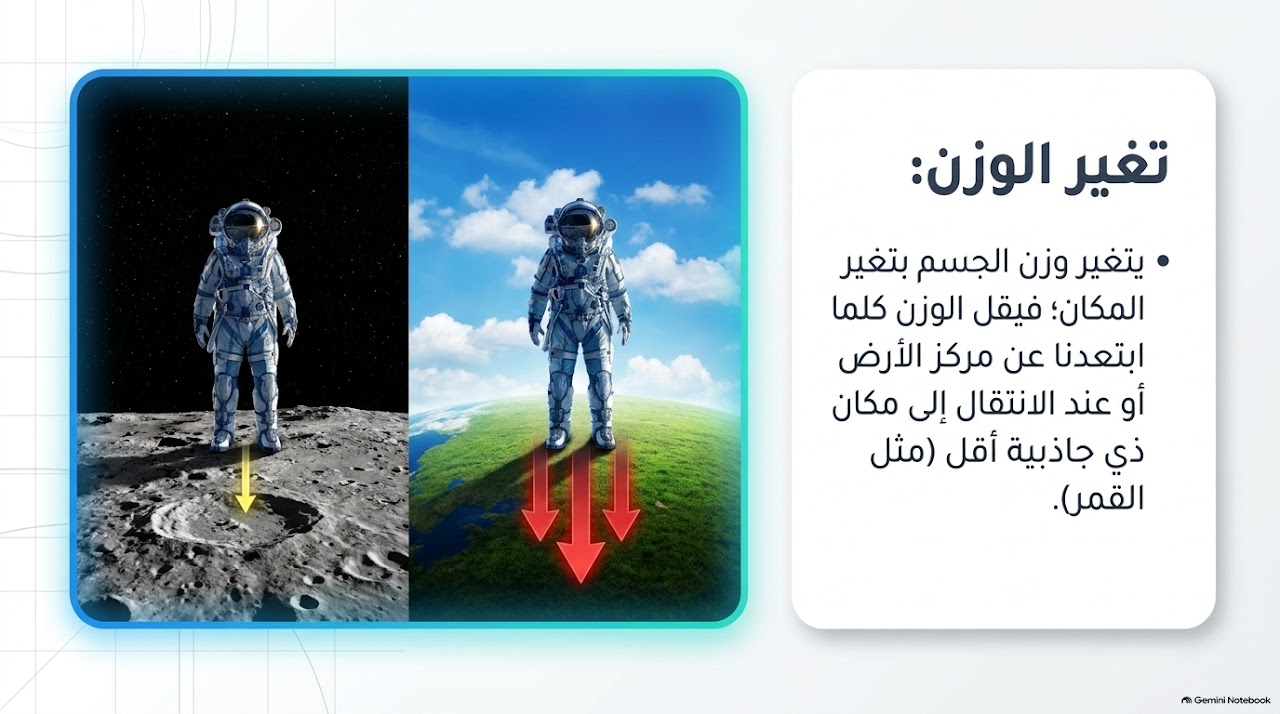 تغير الوزن:
• يتغير وزن الجسم بتغير
المكان؛ فيقل الوزن كلما
ابتعدنا عن مركز الأرض
أو عند الانتقال إلى مكان
ذي جاذبية أقل (مثل
القمر).
Gemini Notebook